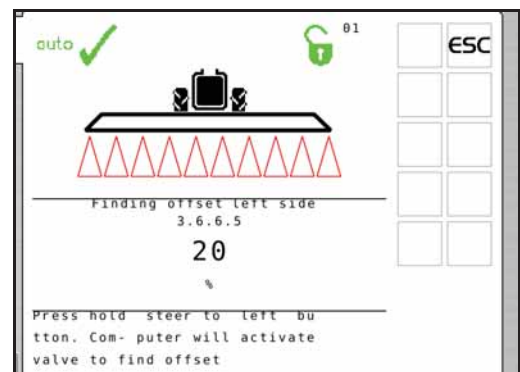 auto
01
ESC
Finding offset left side
3.6.6.5
20
%
Press hold steer to left bu
tton. Com- puter will activate
valve to find offset